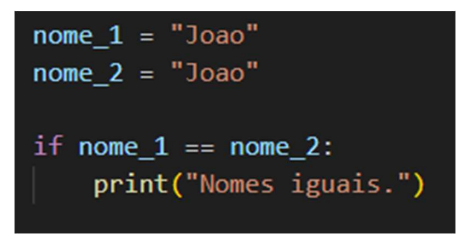 nome_1 = "Joao"
nome_2 = "Joao"
if nome_1 == nome_2:
    print("Nomes iguais.")